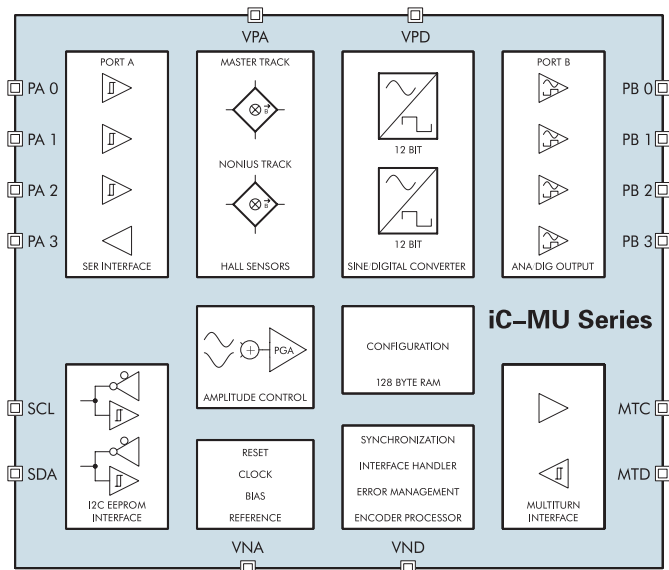 VPA
VPD
PORT A
MASTER TRACK
PORT B
PA 0
PA 1
PA 2
PA 3
B
NONIUS TRACK
B
12 BIT
12 BIT
PB 0
PB 1
PB 2
PB 3
SER INTERFACE
HALL SENSORS
SINE/DIGITAL CONVERTER
ANA/DIG OUTPUT
iC–MU Series
PGA
AMPLITUDE CONTROL
CONFIGURATION
128 BYTE RAM
SCL
SDA
I2C EEPROM
INTERFACE
RESET
CLOCK
BIAS
REFERENCE
SYNCHRONIZATION
INTERFACE HANDLER
ERROR MANAGEMENT
ENCODER PROCESSOR
MULTITURN
INTERFACE
MTC
MTD
VNA
VND